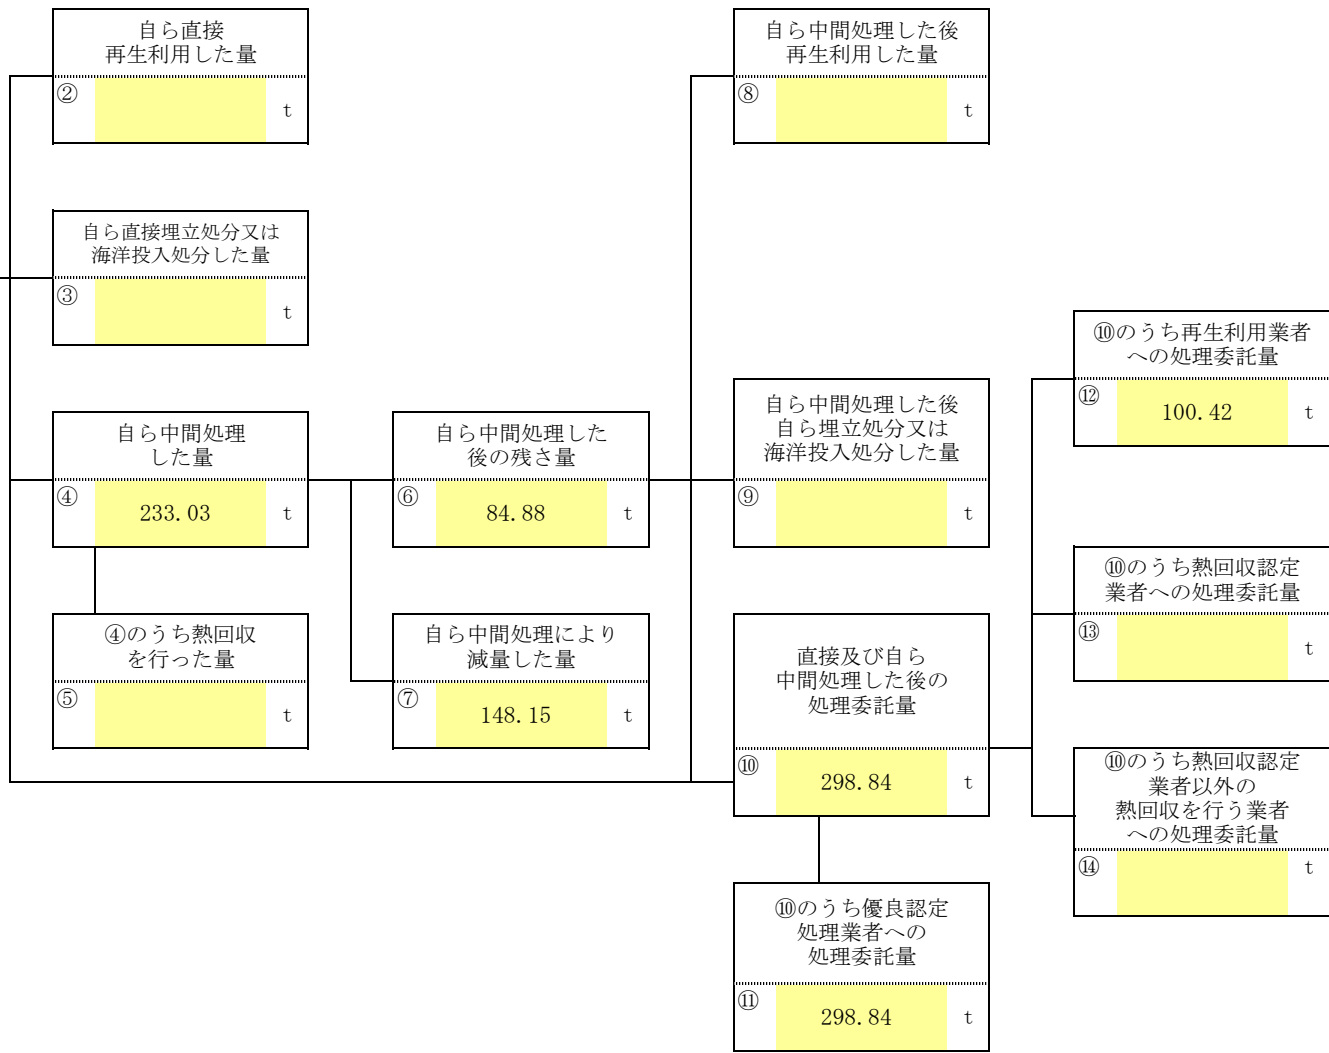 自ら直接
再生利用した量
②
t
自ら直接埋立処分又は
海洋投入処分した量
③
t
自ら中間処理
した量
④
233.03
t
④のうち熱回収
を行った量
⑤
t
自ら中間処理した
後の残さ量
⑥
84.88
t
自ら中間処理により
減量した量
⑦
148.15
t
自ら中間処理した後
再生利用した量
⑧
t
自ら中間処理した後
自ら埋立処分又は
海洋投入処分した量
⑨
t
直接及び自ら
中間処理した後の
処理委託量
⑩
298.84
t
⑩のうち優良認定
処理業者への
処理委託量
⑪
298.84
t
⑩のうち再生利用業者
への処理委託量
⑫
100.42
t
⑩のうち熱回収認定
業者への処理委託量
⑬
t
⑩のうち熱回収認定
業者以外の
熱回収を行う業者
への処理委託量
⑭
t